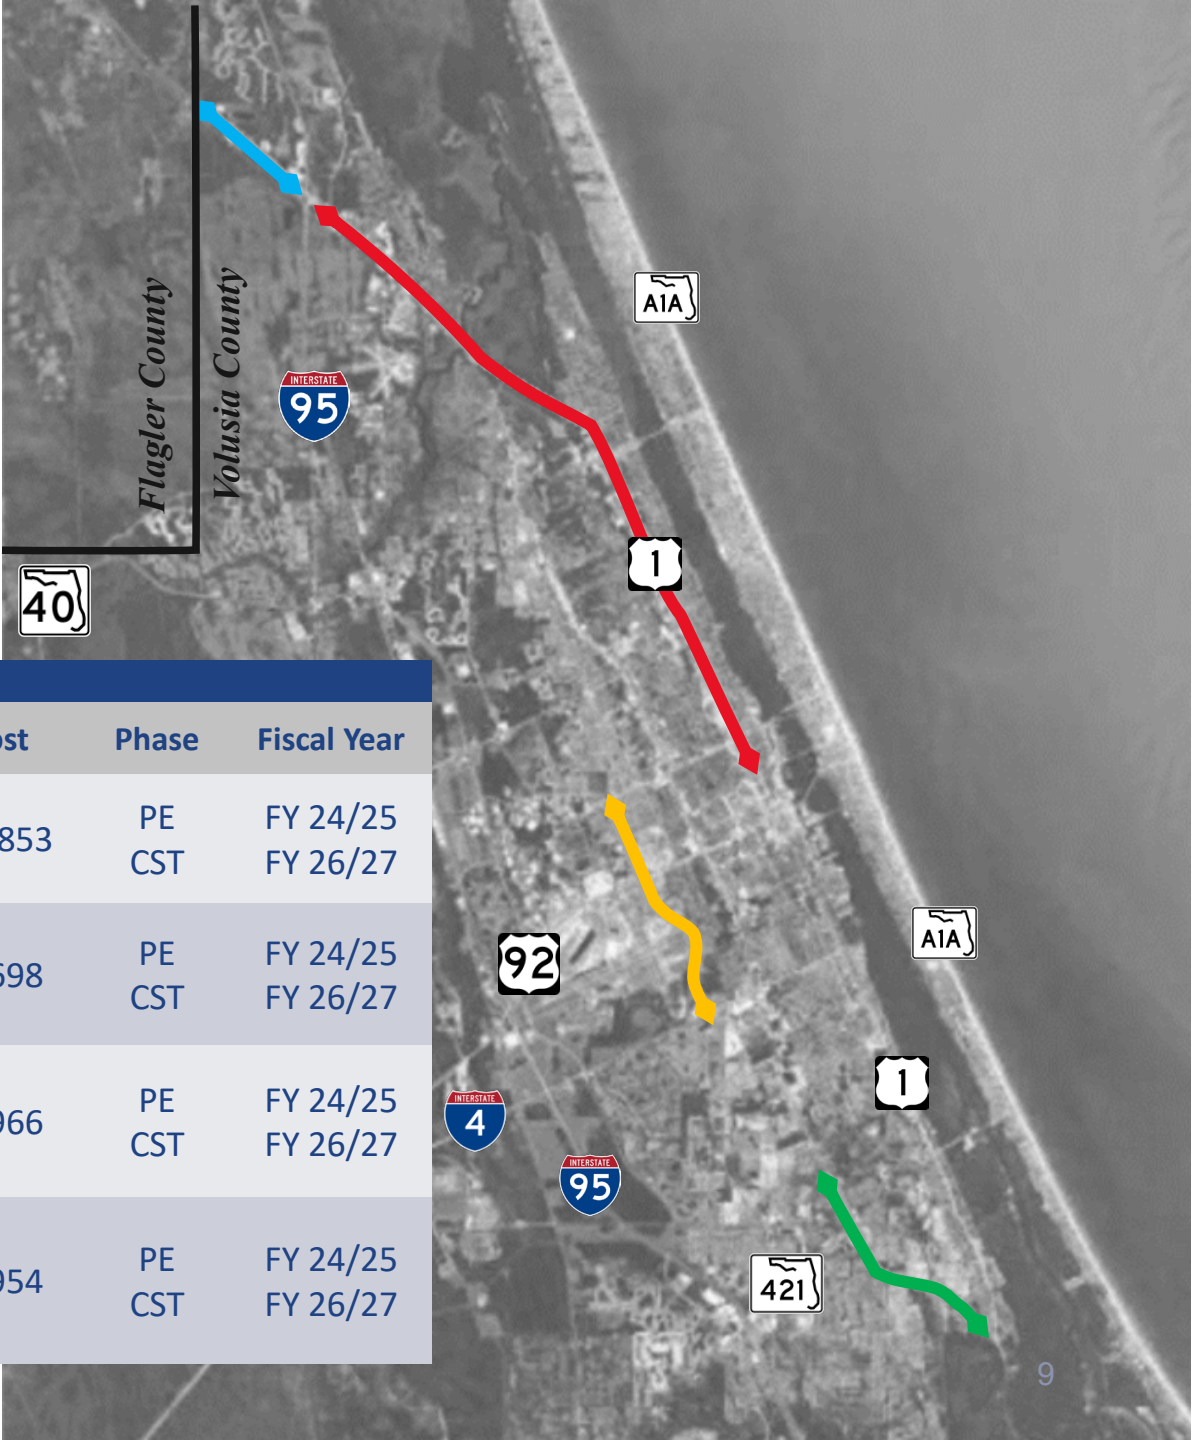 A1A
Flagler County
Volusia County
INTERSTATE
95
1
40
ost Phase Fiscal Year
853 PE FY 24/25
CST FY 26/27
698 PE FY 24/25
CST FY 26/27
966 PE FY 24/25
CST FY 26/27
954 PE FY 24/25
CST FY 26/27
92
A1A
1
INTERSTATE
4
INTERSTATE
95
421
9